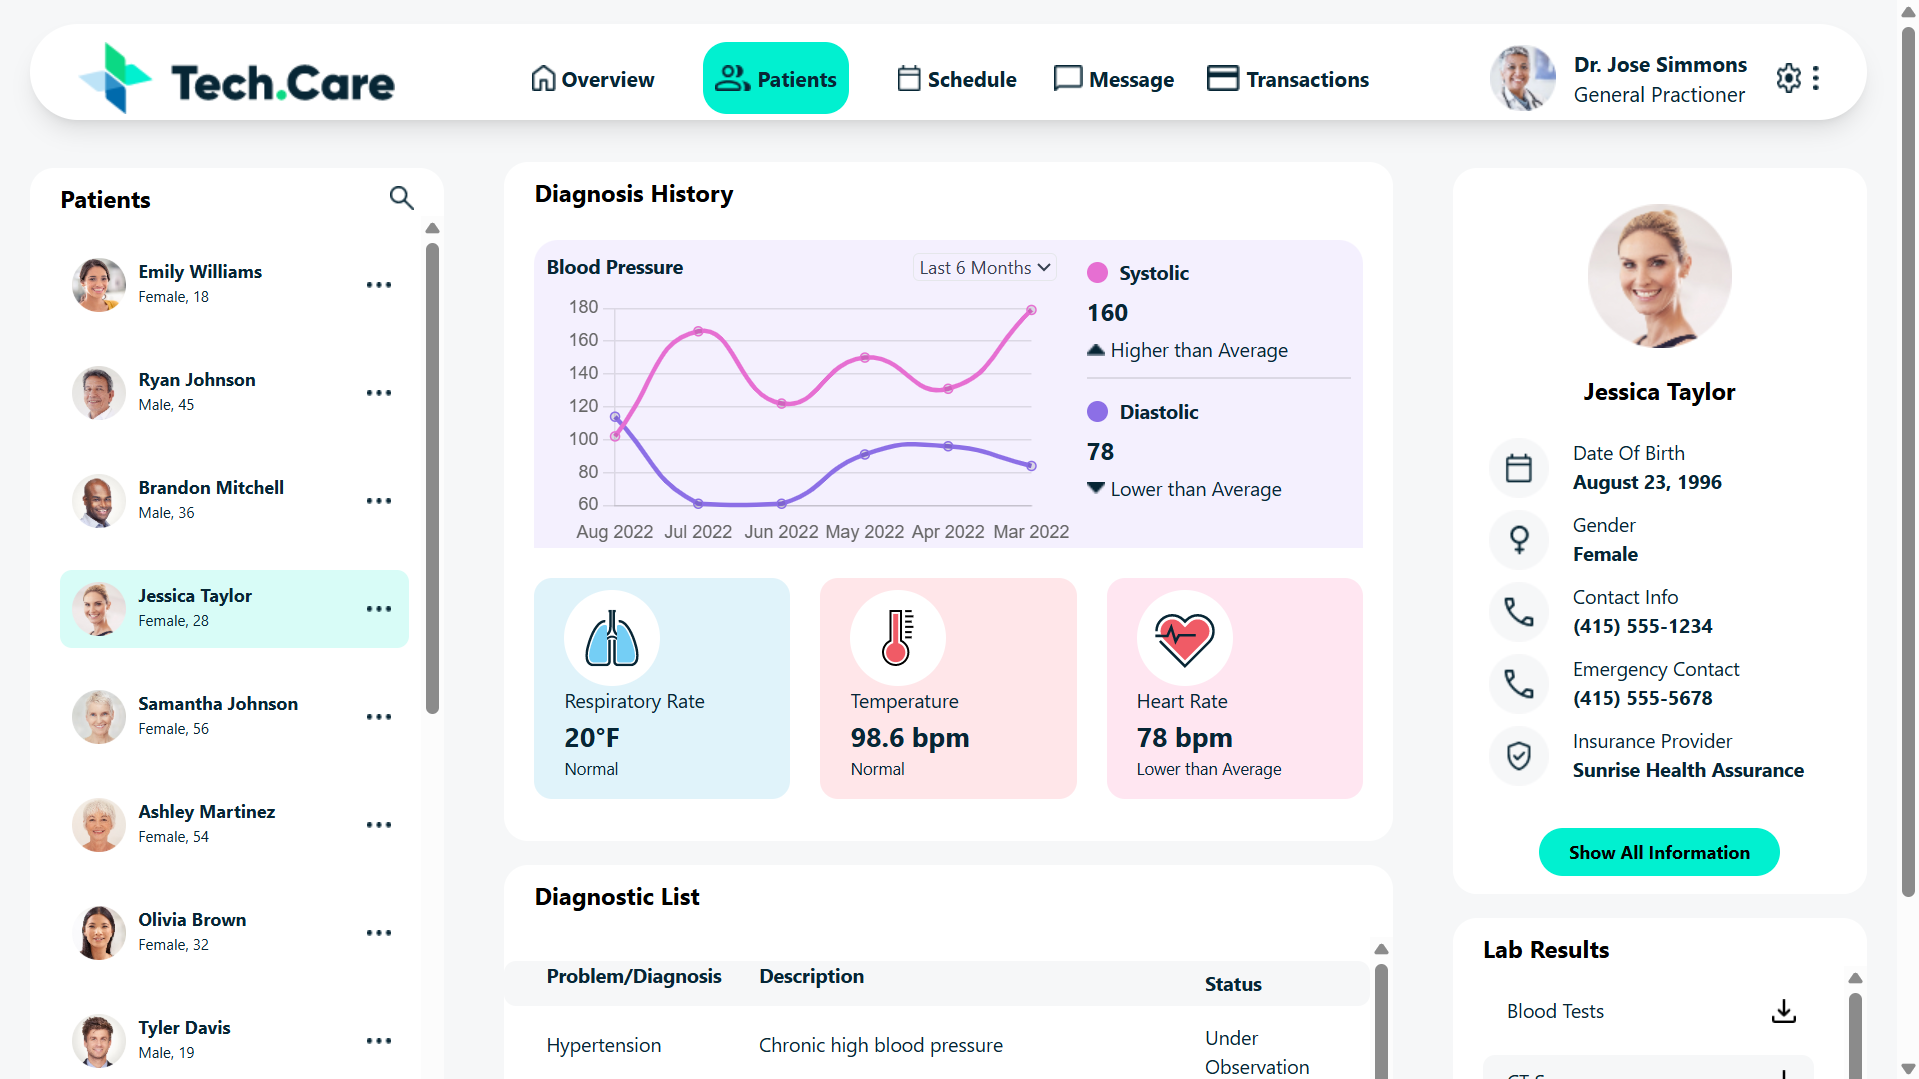 Tech.Care
Overview
Patients
Schedule
Message
Transactions
Dr. Jose Simmons
General Practioner
Patients
Emily Williams
Female, 18
Ryan Johnson
Male, 45
Brandon Mitchell
Male, 36
Jessica Taylor
Female, 28
Samantha Johnson
Female, 56
Ashley Martinez
Female, 54
Olivia Brown
Female, 32
Tyler Davis
Male, 19
Diagnosis History
Blood Pressure
Last 6 Months
180
160
140
120
100
80
60
Aug 2022 Jul 2022 Jun 2022 May 2022 Apr 2022 Mar 2022
Systolic
160
Higher than Average
Diastolic
78
Lower than Average
Respiratory Rate
20°F
Normal
Temperature
98.6 bpm
Normal
Heart Rate
78 bpm
Lower than Average
Diagnostic List
Problem/Diagnosis Description Status
Hypertension Chronic high blood pressure Under
Observation
Jessica Taylor
Date Of Birth
August 23, 1996
Gender
Female
Contact Info
(415) 555-1234
Emergency Contact
(415) 555-5678
Insurance Provider
Sunrise Health Assurance
Show All Information
Lab Results
Blood Tests